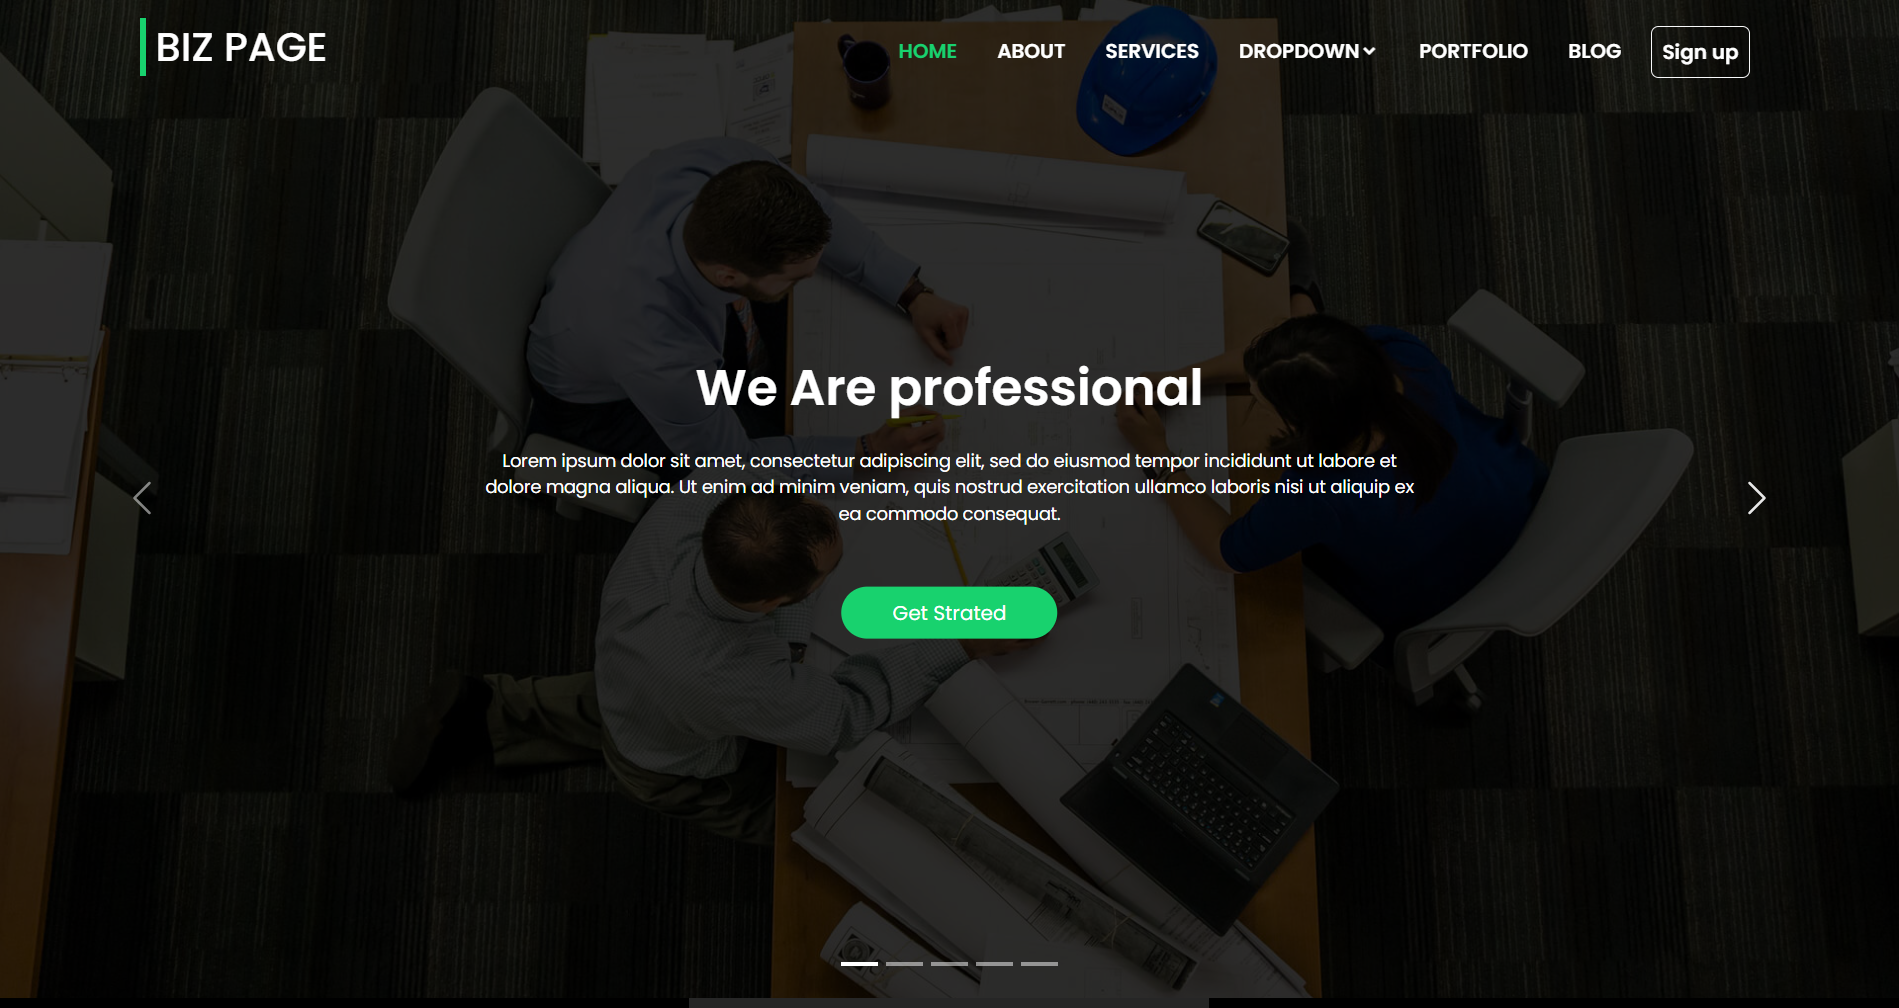 BIZ PAGE
HOME ABOUT SERVICES DROPDOWN PORTFOLIO BLOG Sign up
We Are professional
Lorem ipsum dolor sit amet, consectetur adipiscing elit, sed do eiusmod tempor incididunt ut labore et
dolore magna aliqua. Ut enim ad minim veniam, quis nostrud exercitation ullamco laboris nisi ut aliquip ex
ea commodo consequat.
Get Strated